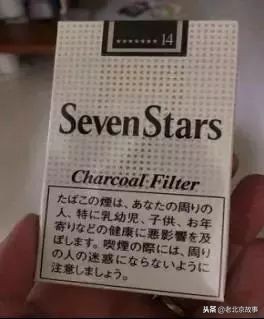 ★★★★★★★ 14
SevenStars
Charcoal Filter
たばこの煙は、あなたの周りの
人、特に乳幼児、子供、お年
寄りなどの健康に悪影響を及
ぼします。喫煙の際には、周り
の人の迷惑にならないように
注意しましょう。
头条 @老北京故事